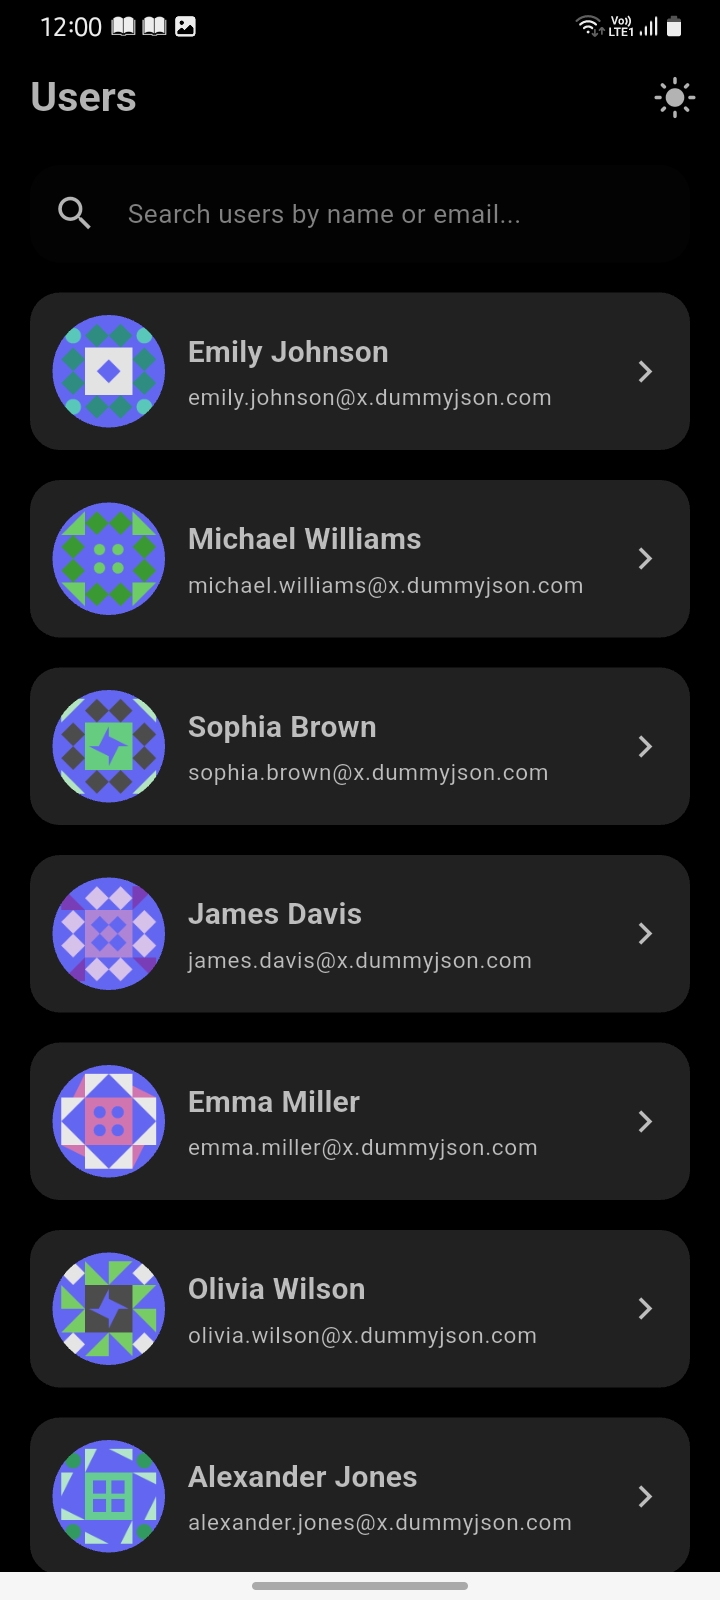 12:00
Vo))
LTE1
Users
Search users by name or email...
Emily Johnson
emily.johnson@x.dummyjson.com
Michael Williams
michael.williams@x.dummyjson.com
Sophia Brown
sophia.brown@x.dummyjson.com
James Davis
james.davis@x.dummyjson.com
Emma Miller
emma.miller@x.dummyjson.com
Olivia Wilson
olivia.wilson@x.dummyjson.com
Alexander Jones
alexander.jones@x.dummyjson.com